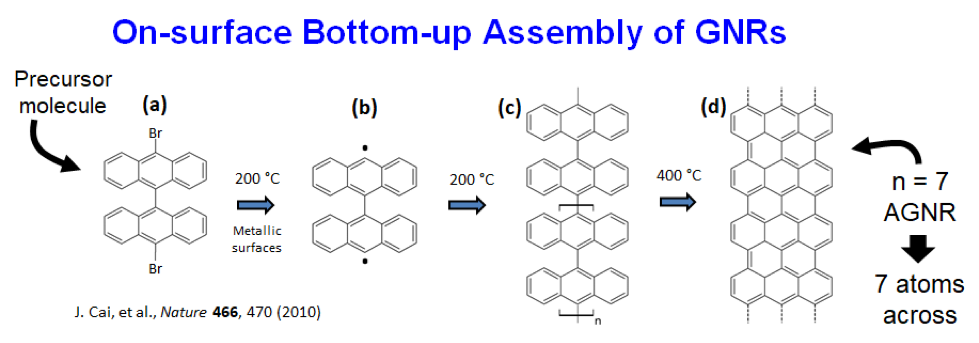 On-surface Bottom-up Assembly of GNRs
Precursor
molecule
(a)
Br
Br
200 °C
Metallic
surfaces
(b)
200 °C
(c)
n
400 °C
(d)
n = 7
AGNR
7 atoms
across
J. Cai, et al., Nature 466, 470 (2010)